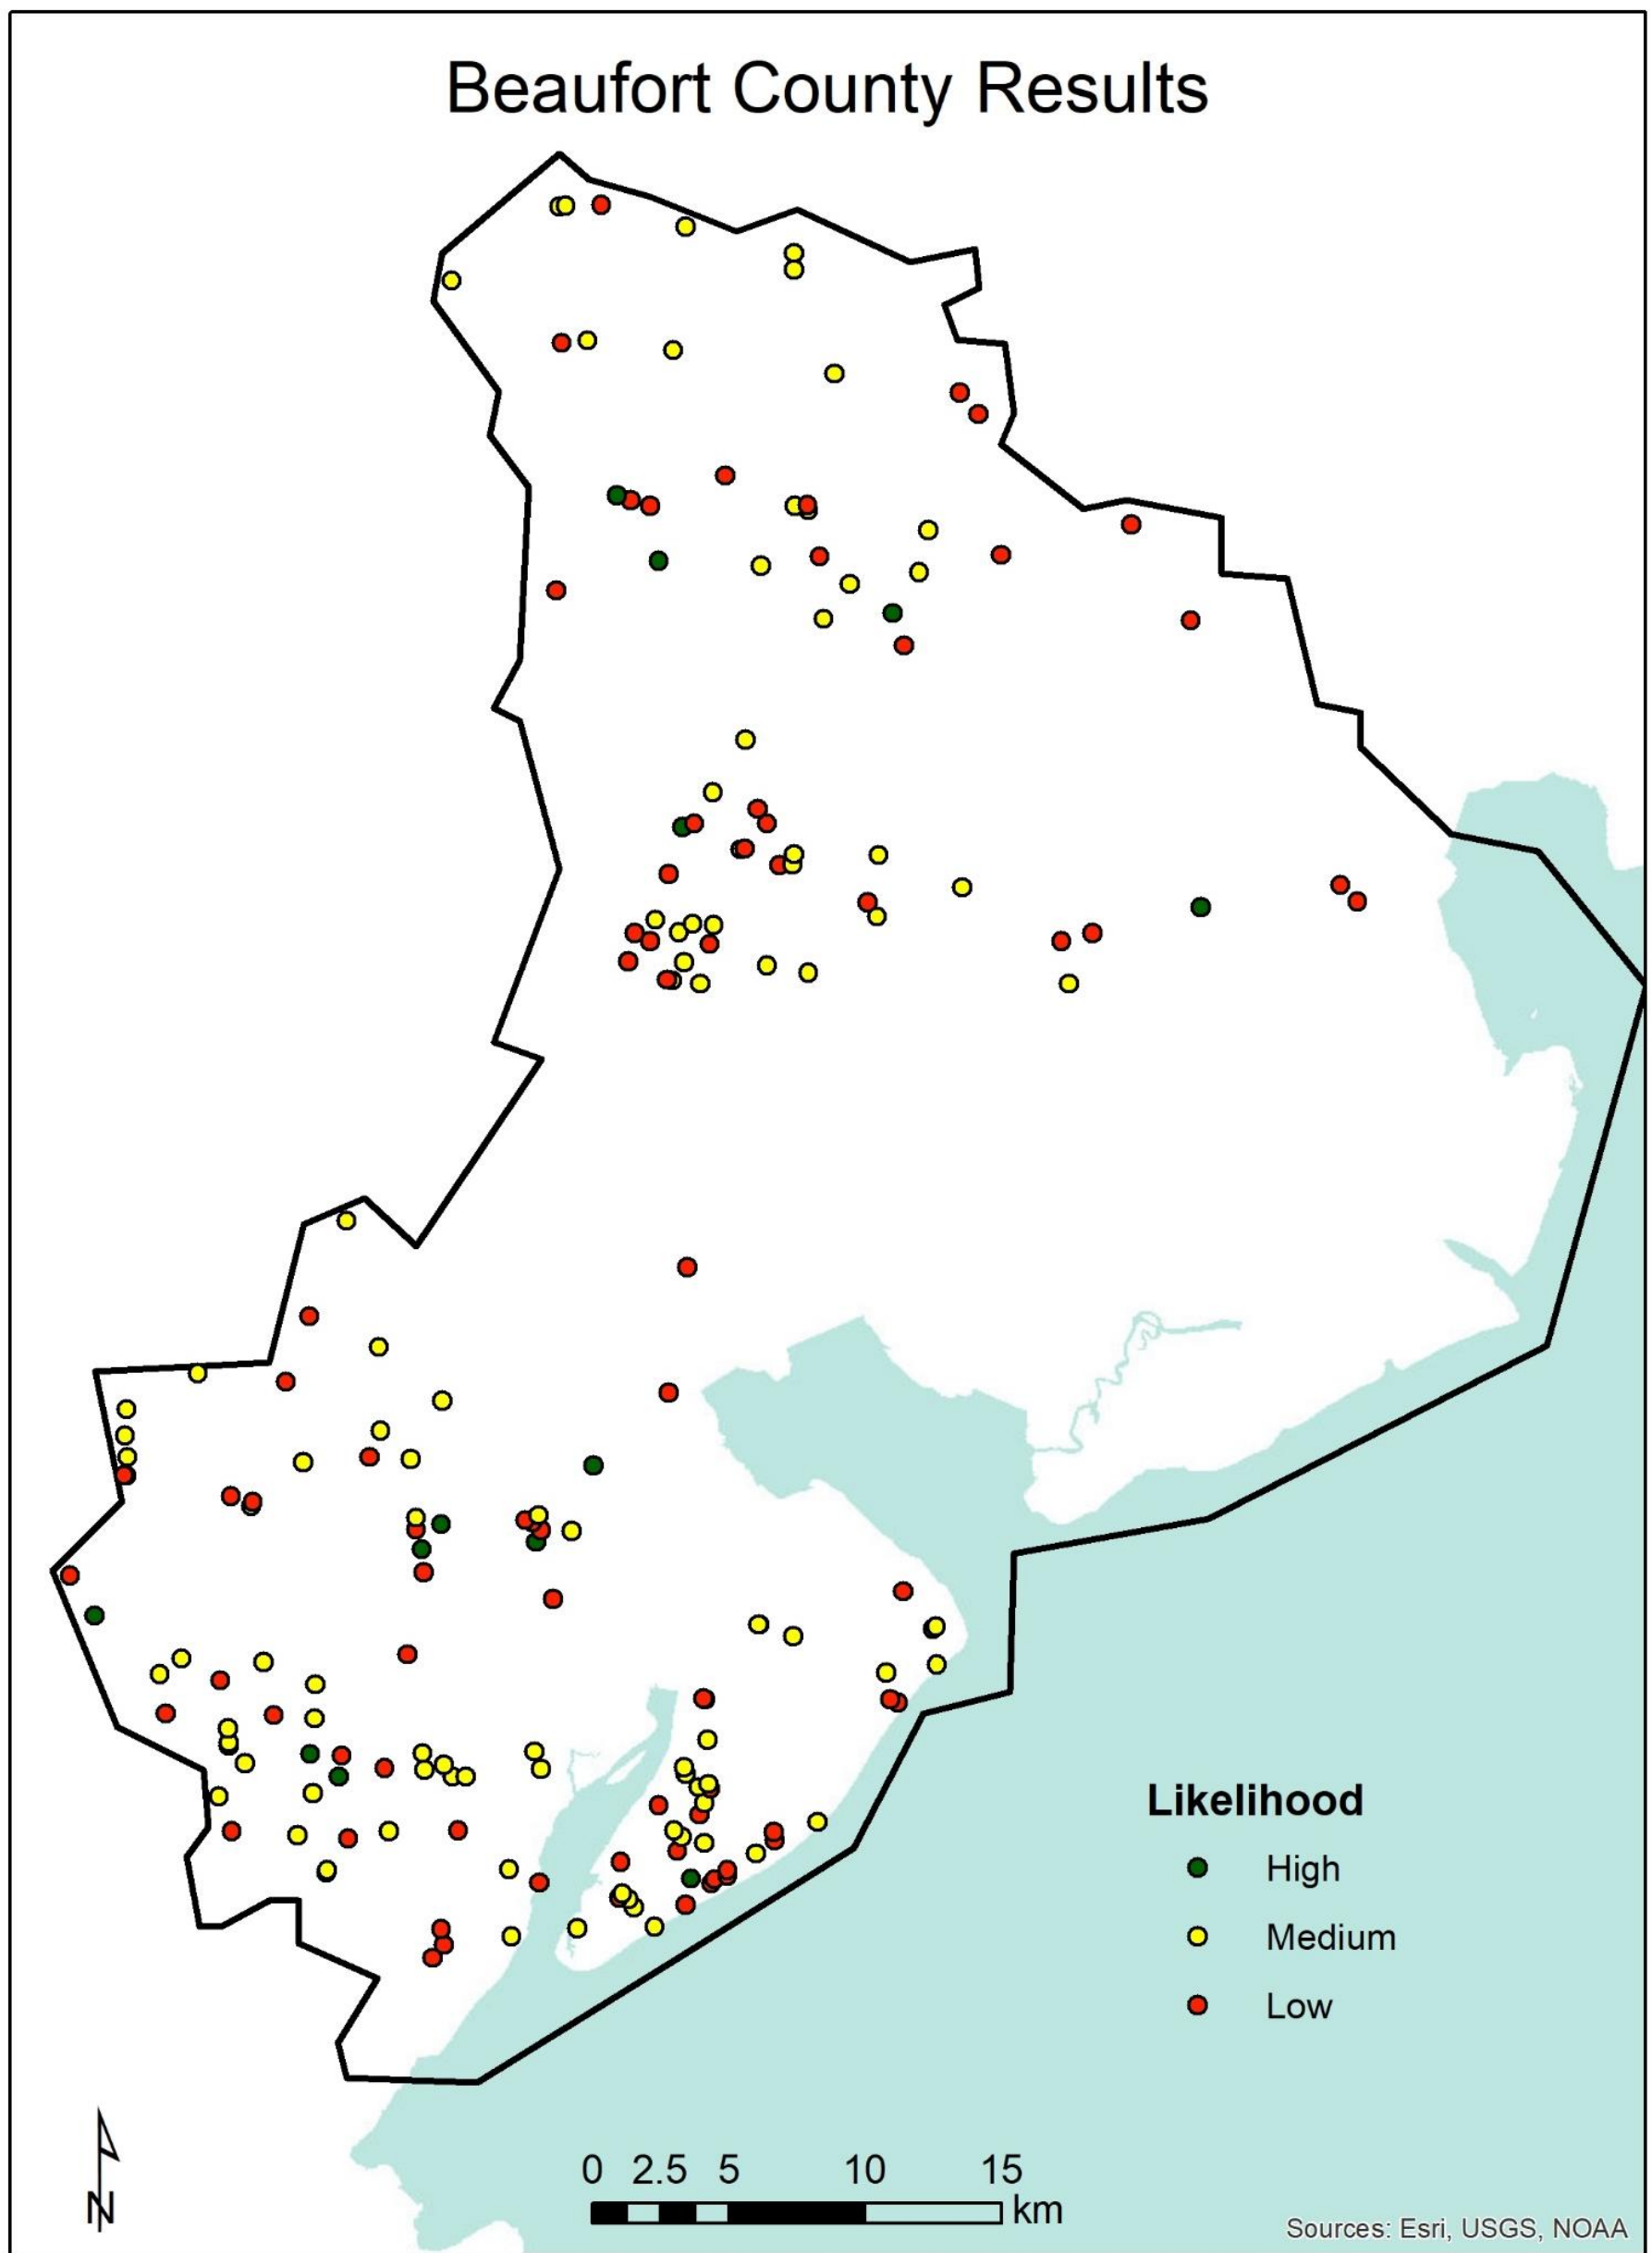 Beaufort County Results
Likelihood
High
Medium
Low
N
0 2.5 5 10 15
km
Sources: Esri, USGS, NOAA